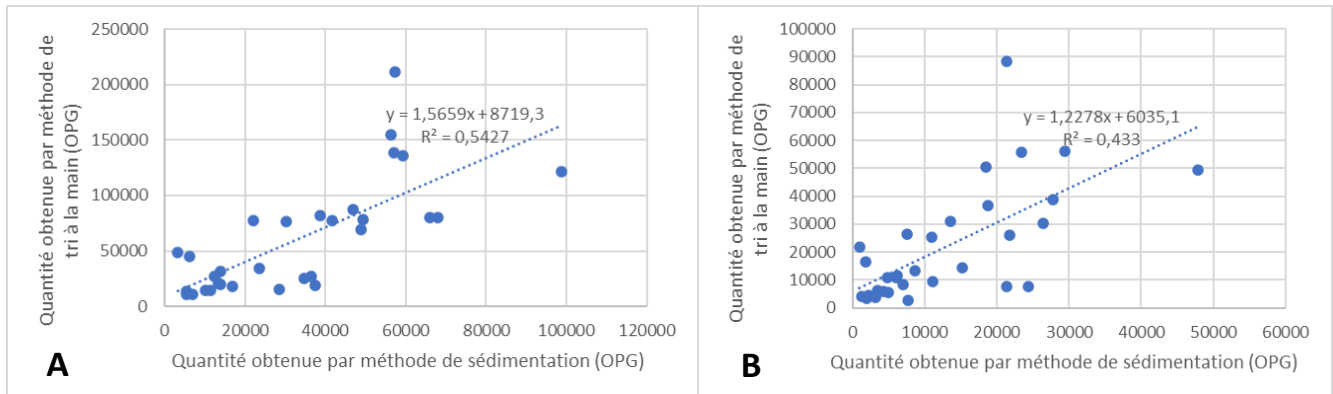 Quantité obtenue par méthode de
tri à la main (OPG)
250000
200000
150000
100000
50000
0
y = 1,5659x + 8719,3
R² = 0,5427
0 20000 40000 60000 80000 100000 120000
Quantité obtenue par méthode de sédimentation (OPG)
A
Quantité obtenue par méthode de
tri à la main (OPG)
100000
90000
80000
70000
60000
50000
40000
30000
20000
10000
0
y = 1,2278x + 6035,1
R² = 0,433
0 10000 20000 30000 40000 50000 60000
Quantité obtenue par méthode de sédimentation (OPG)
B